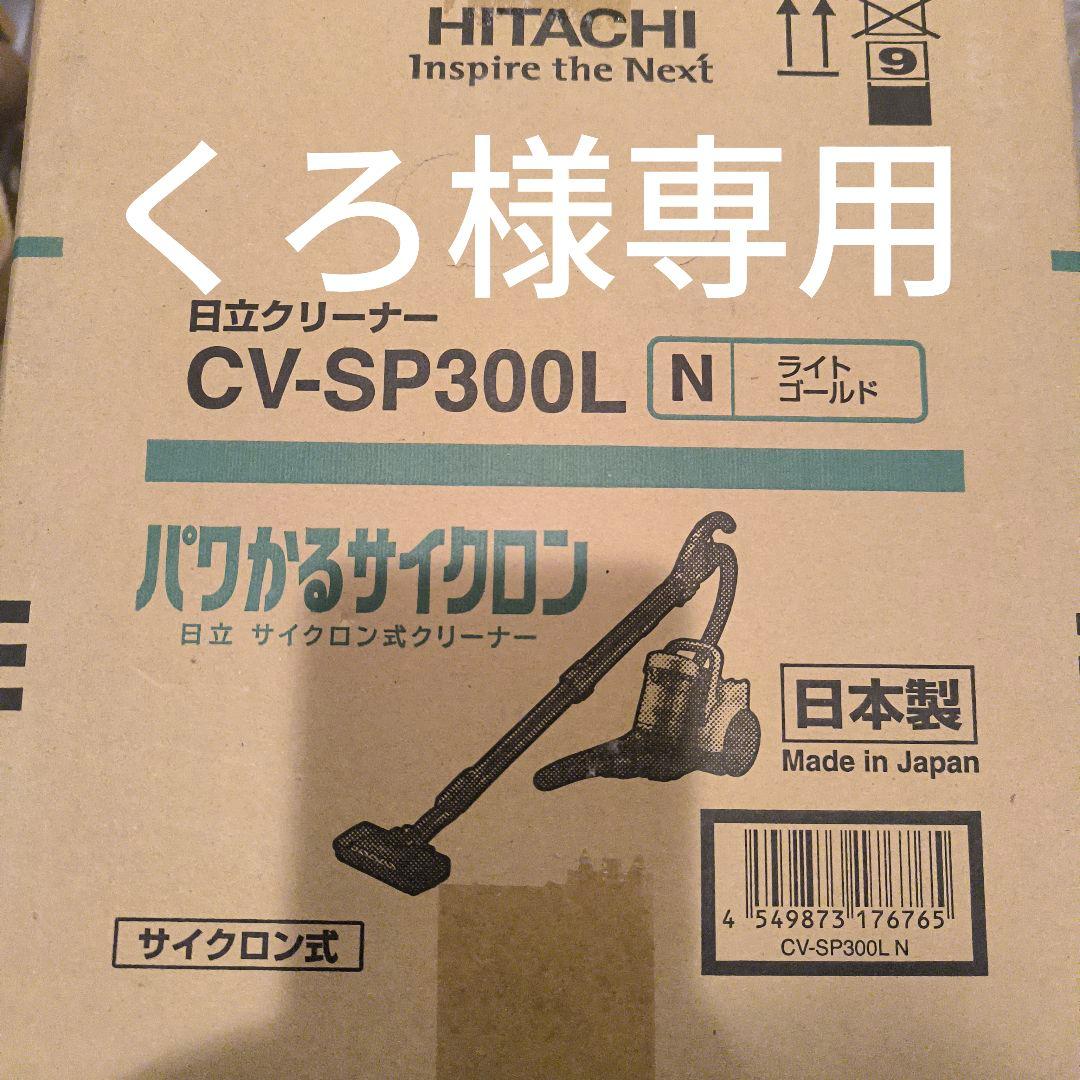 HITACHI
Inspire the Next
9
くろ様専用
日立クリーナー
CV-SP300L N ライト
ゴールド
パワかるサイクロン
日立 サイクロン式クリーナー
日本製
Made in Japan
4 549873 176765
CV-SP300L N
サイクロン式